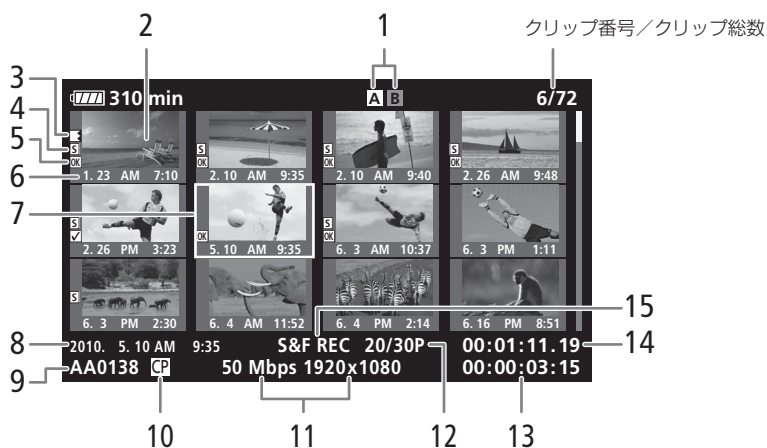 2
1
クリップ番号／クリップ総数
3
4
5
6
7
8
9
310 min
A B
6/72
S
OK
1. 23 AM 7:10
S
OK
2. 10 AM 9:35
S
OK
2. 10 AM 9:40
S
OK
2. 26 AM 9:48
S
✓
2. 26 PM 3:23
OK
5. 10 AM 9:35
S
OK
6. 3 AM 10:37
6. 3 PM 1:11
S
6. 3 PM 2:30
6. 4 AM 11:52
6. 4 PM 2:14
6. 16 PM 8:51
15
2010. 5. 10 AM 9:35
S&F REC 20/30P
00:01:11.19
14
AA0138 CP
50 Mbps 1920x1080
00:00:03:15
10
11
12
13